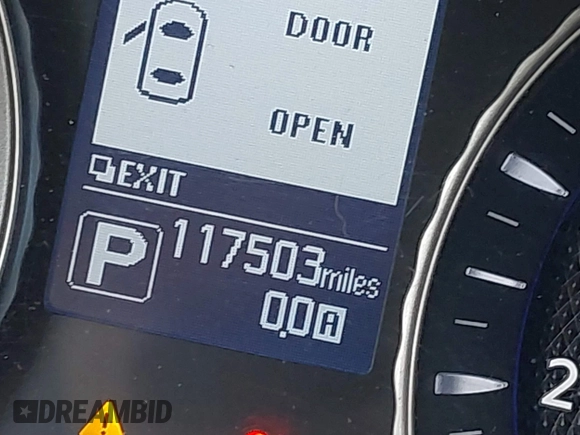 DOOR
OPEN
EXIT
P
117503miles
0.0A
2
DREAMBID